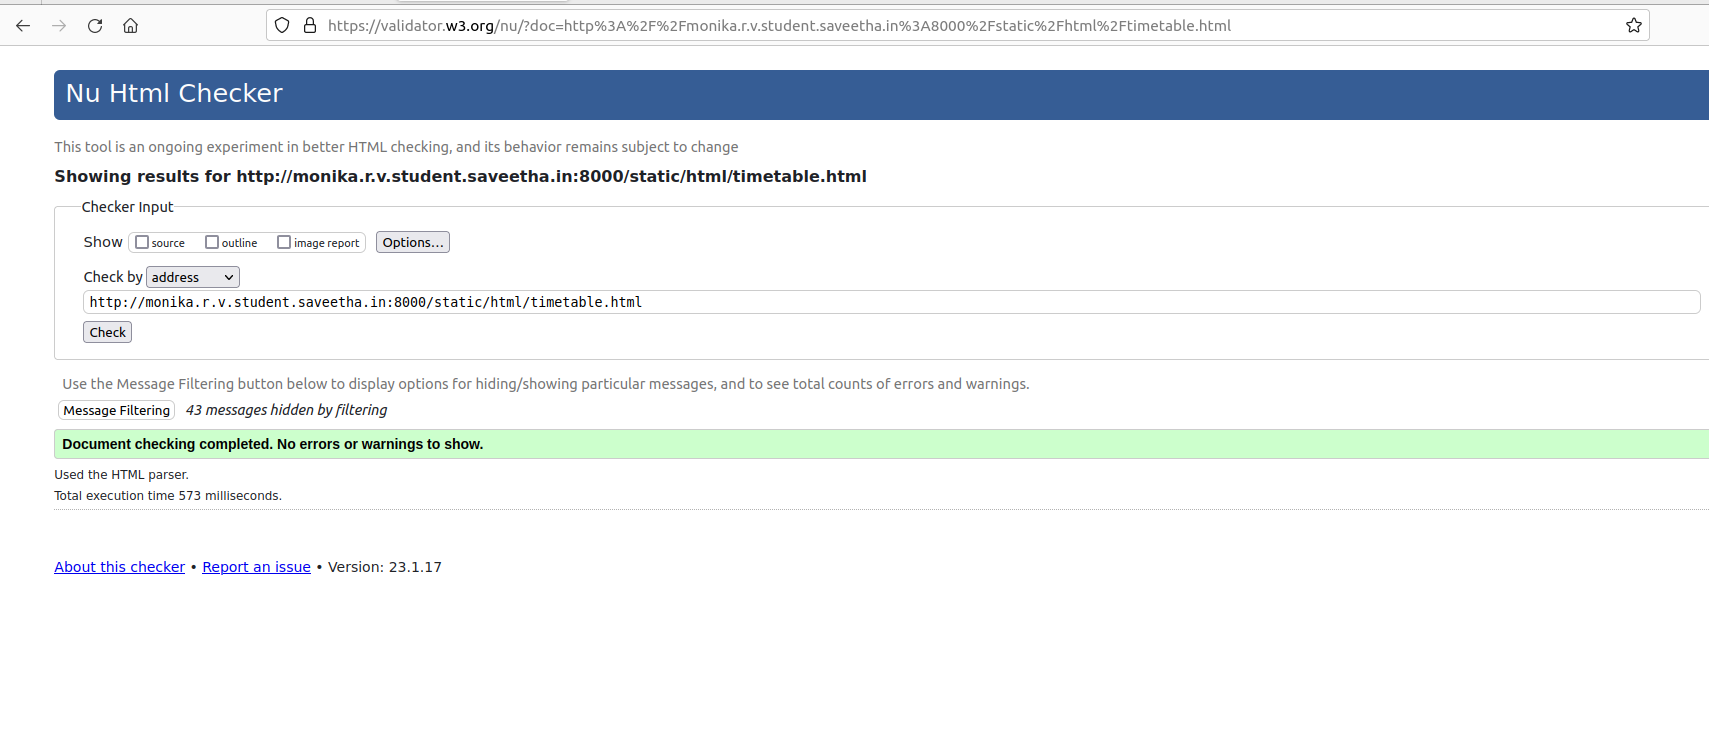 https://validator.w3.org/nu/?doc=http%3A%2F%2Fmonika.r.v.student.saveetha.in%3A8000%2Fstatic%2Fhtml%2Ftimetable.html
Nu Html Checker
This tool is an ongoing experiment in better HTML checking, and its behavior remains subject to change
Showing results for http://monika.r.v.student.saveetha.in:8000/static/html/timetable.html
Checker Input
Show source outline image report Options...
Check by address
http://monika.r.v.student.saveetha.in:8000/static/html/timetable.html
Check
Use the Message Filtering button below to display options for hiding/showing particular messages, and to see total counts of errors and warnings.
Message Filtering 43 messages hidden by filtering
Document checking completed. No errors or warnings to show.
Used the HTML parser.
Total execution time 573 milliseconds.
About this checker • Report an issue • Version: 23.1.17